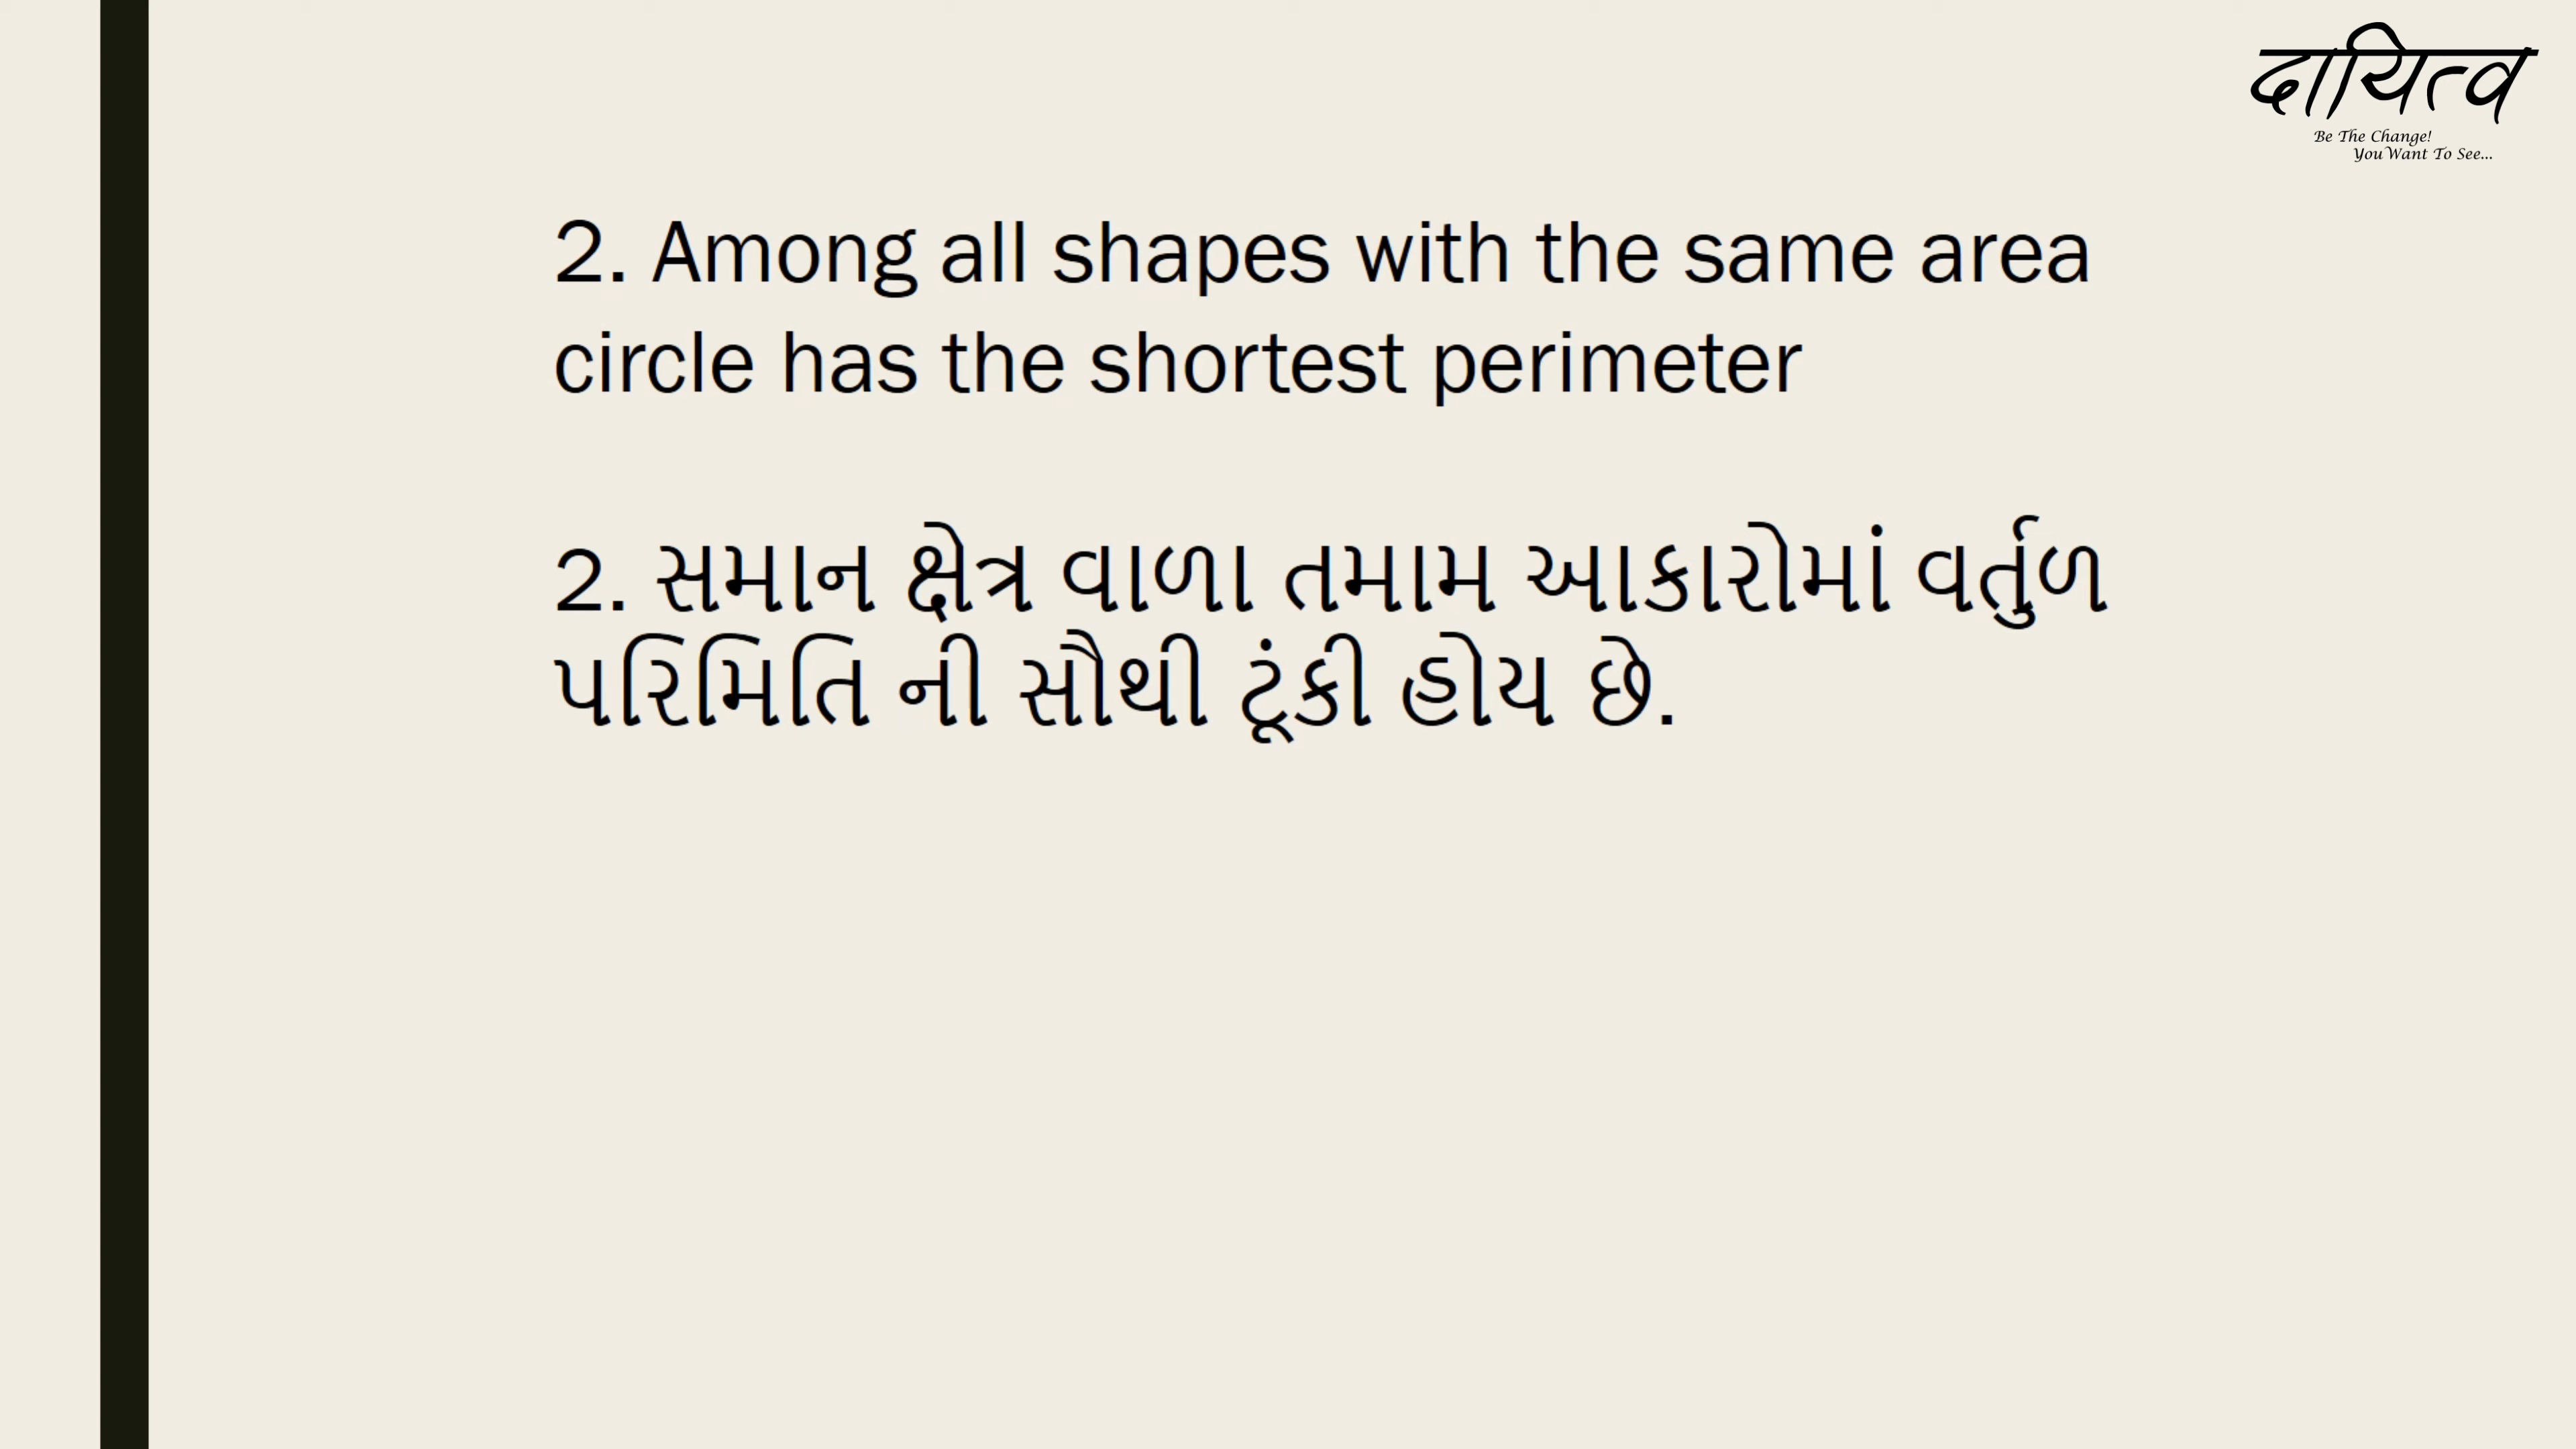 दायित्व
Be The Change!
You Want To See...
2. Among all shapes with the same area
circle has the shortest perimeter
2. સમાન ક્ષેત્ર વાળા તમામ આકારોમાં વર્તુળ
પરિમિતિ ની સૌથી ટૂંકી હોય છે.